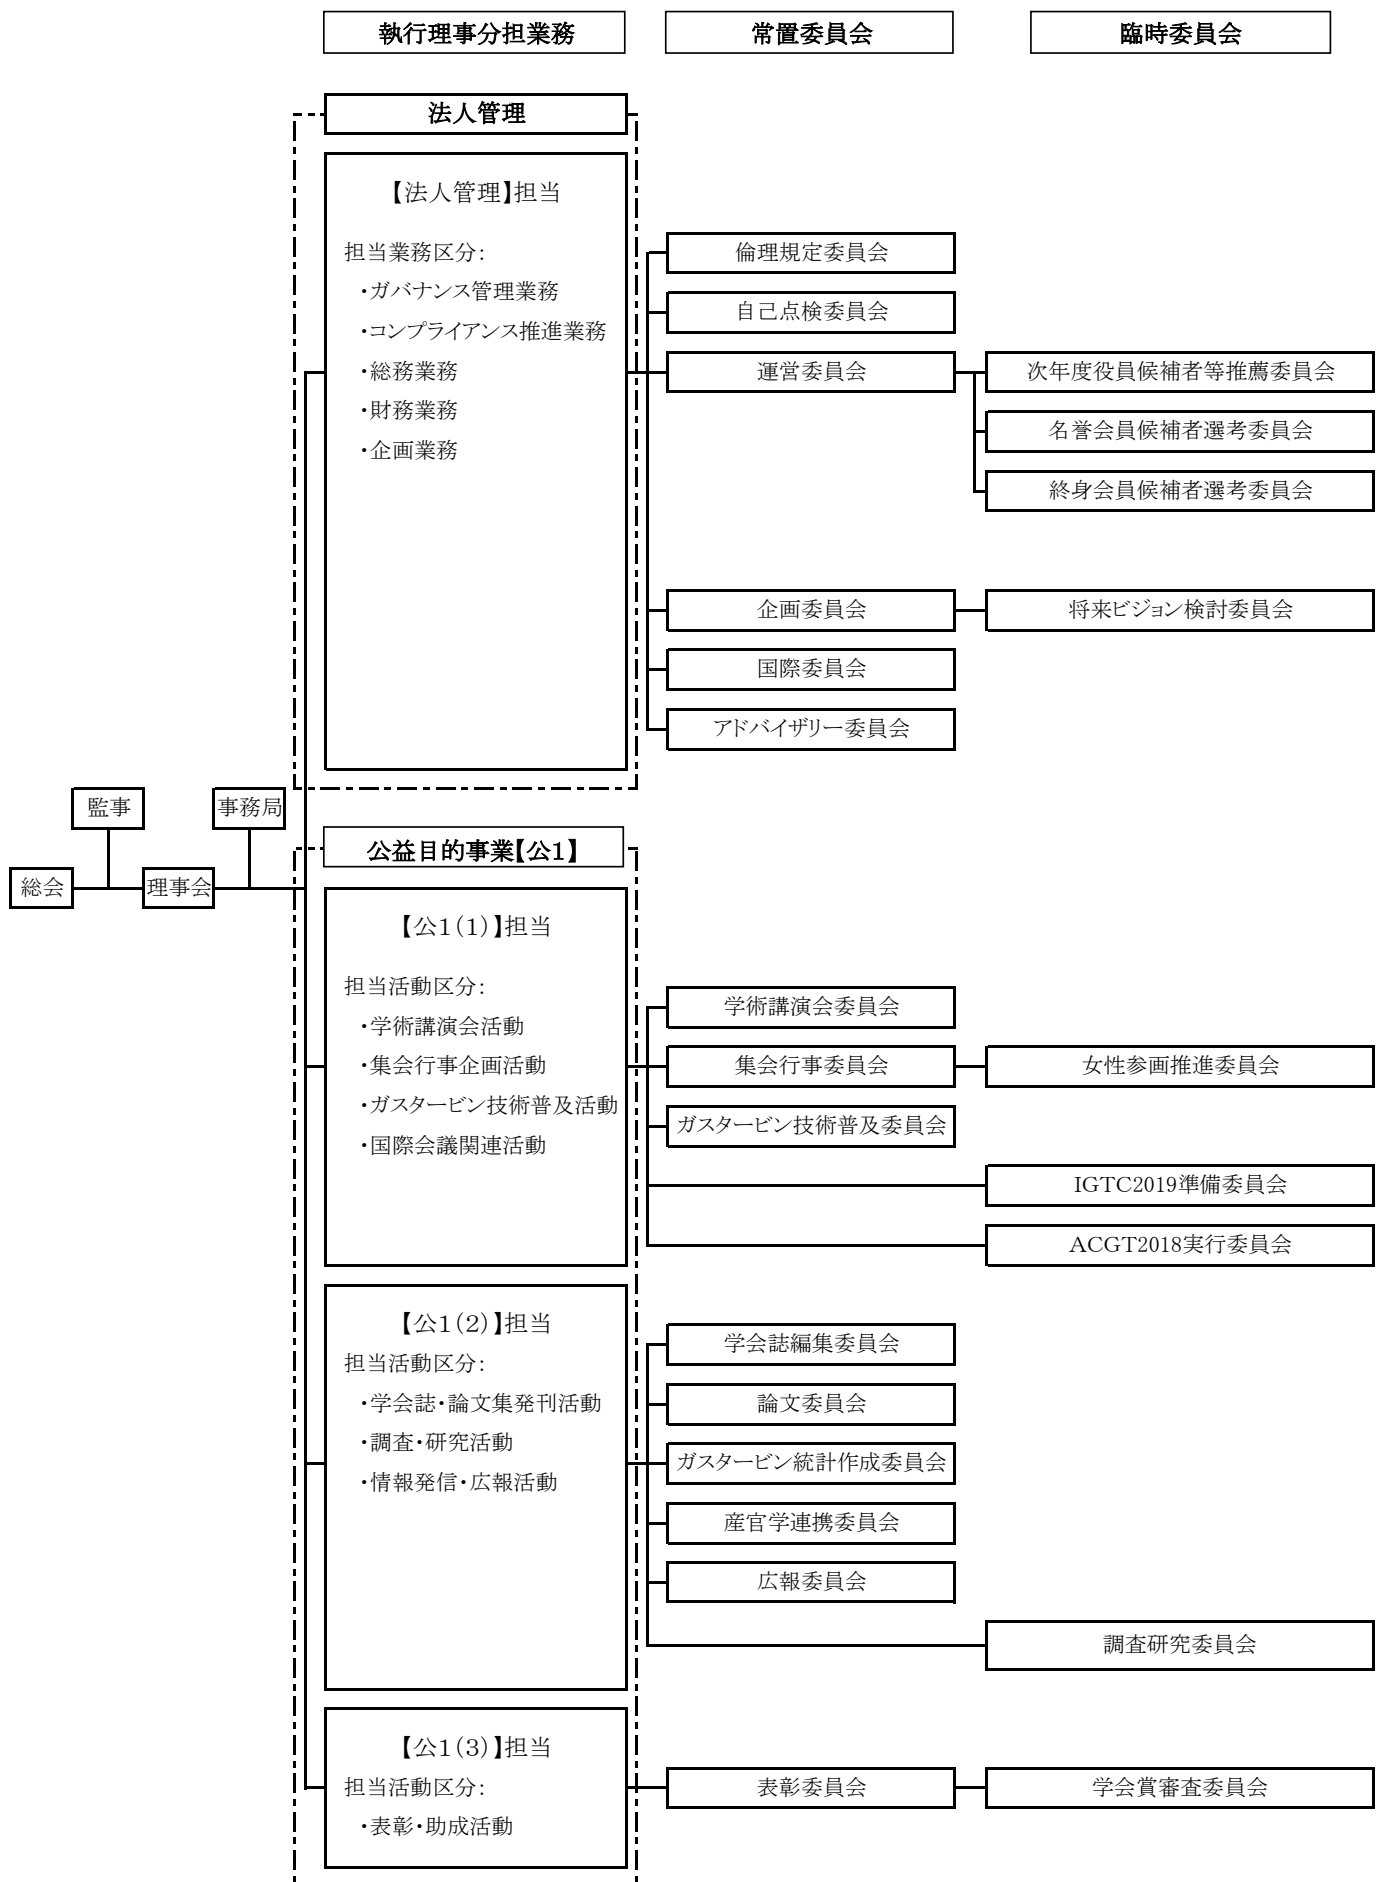 執行理事分担業務
常置委員会
臨時委員会
法人管理
【法人管理】担当
担当業務区分：
・ガバナンス管理業務
・コンプライアンス推進業務
・総務業務
・財務業務
・企画業務
倫理規定委員会
自己点検委員会
運営委員会
次年度役員候補者等推薦委員会
名誉会員候補者選考委員会
終身会員候補者選考委員会
企画委員会
将来ビジョン検討委員会
国際委員会
アドバイザリー委員会
監事
事務局
総会
理事会
公益目的事業【公１】
【公１（１）】担当
担当活動区分：
・学術講演会活動
・集会行事企画活動
・ガスタービン技術普及活動
・国際会議関連活動
学術講演会委員会
集会行事委員会
女性参画推進委員会
ガスタービン技術普及委員会
IGTC2019準備委員会
ACGT2018実行委員会
【公１（２）】担当
担当活動区分：
・学会誌・論文集発刊活動
・調査・研究活動
・情報発信・広報活動
学会誌編集委員会
論文委員会
ガスタービン統計作成委員会
産官学連携委員会
広報委員会
調査研究委員会
【公１（３）】担当
担当活動区分：
・表彰・助成活動
表彰委員会
学会賞審査委員会